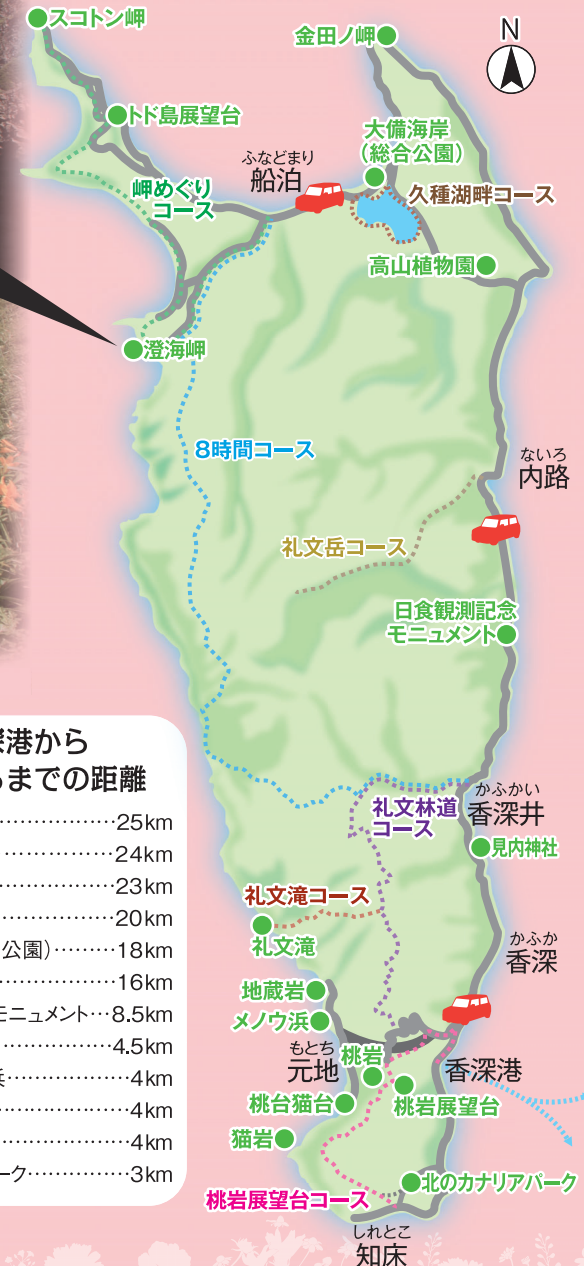 スコトン岬
金田ノ岬
N
トド島展望台
大備海岸
(総合公園)
ふなどまり
船泊
岬めぐり
コース
久種湖畔コース
高山植物園
澄海岬
8時間コース
ないろ
内路
礼文岳コース
日食観測記念
モニュメント
深港から
るまでの距離
……………………25km
……………………24km
……………………23km
……………………20km
公園)………18km
……………………16km
モニュメント…8.5km
……………………4.5km
浜……………4km
……………………4km
……………………4km
ーク……………3km
礼文林道
コース
かふかい
香深井
見内神社
礼文滝コース
礼文滝
かふか
香深
地蔵岩
メノウ浜
もとち
元地
桃岩
香深港
桃台猫台
桃岩展望台
猫岩
北のカナリアパーク
桃岩展望台コース
しれとこ
知床